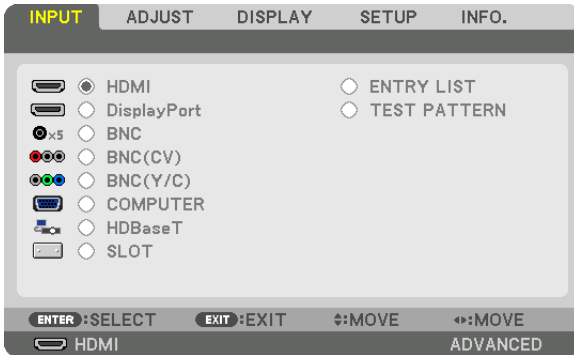 INPUT ADJUST DISPLAY SETUP INFO.
HDMI
DisplayPort
×5 BNC
BNC(CV)
BNC(Y/C)
COMPUTER
HDBaseT
SLOT
ENTRY LIST
TEST PATTERN
ENTER :SELECT EXIT :EXIT :MOVE :MOVE
HDMI ADVANCED